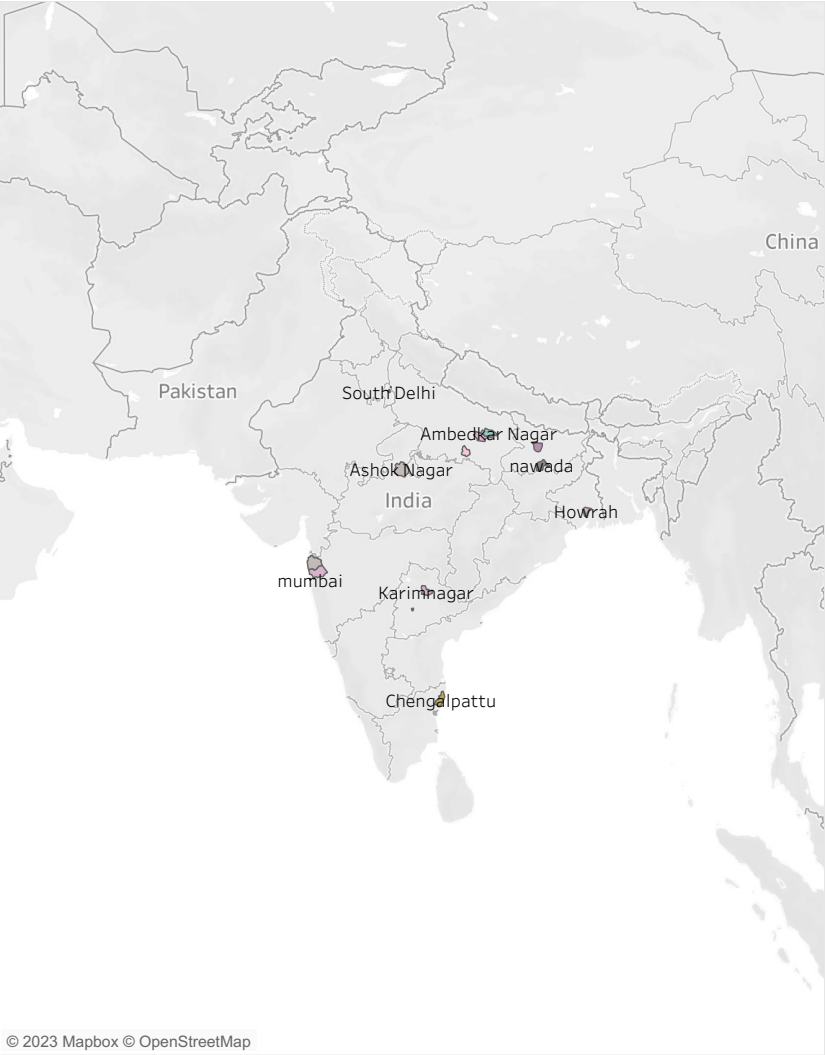 China
Pakistan
South Delhi
Ambedkar Nagar
nawada
Ashok Nagar
India
Howrah
mumbai
Karimnagar
Chengalpattu
© 2023 Mapbox © OpenStreetMap